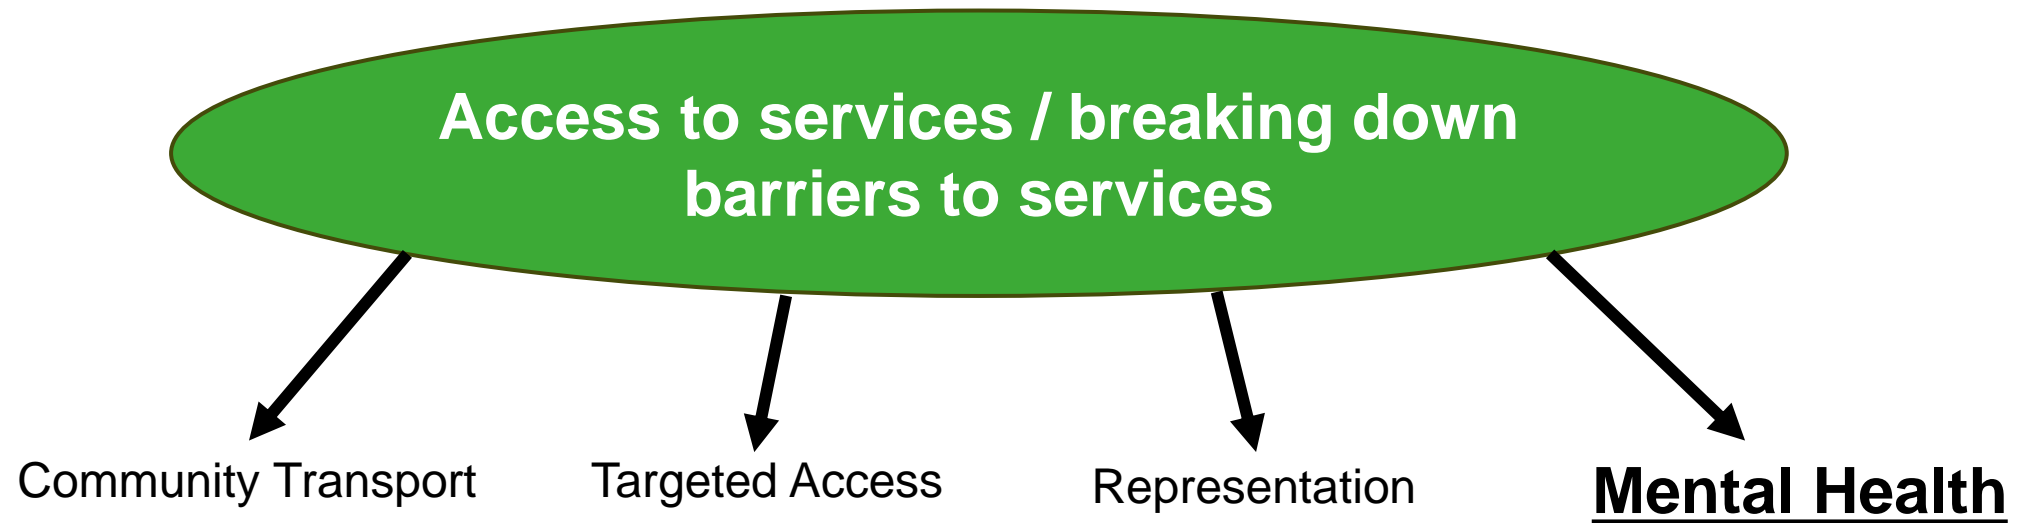 Access to services / breaking down
barriers to services
Community Transport
Targeted Access
Representation
Mental Health